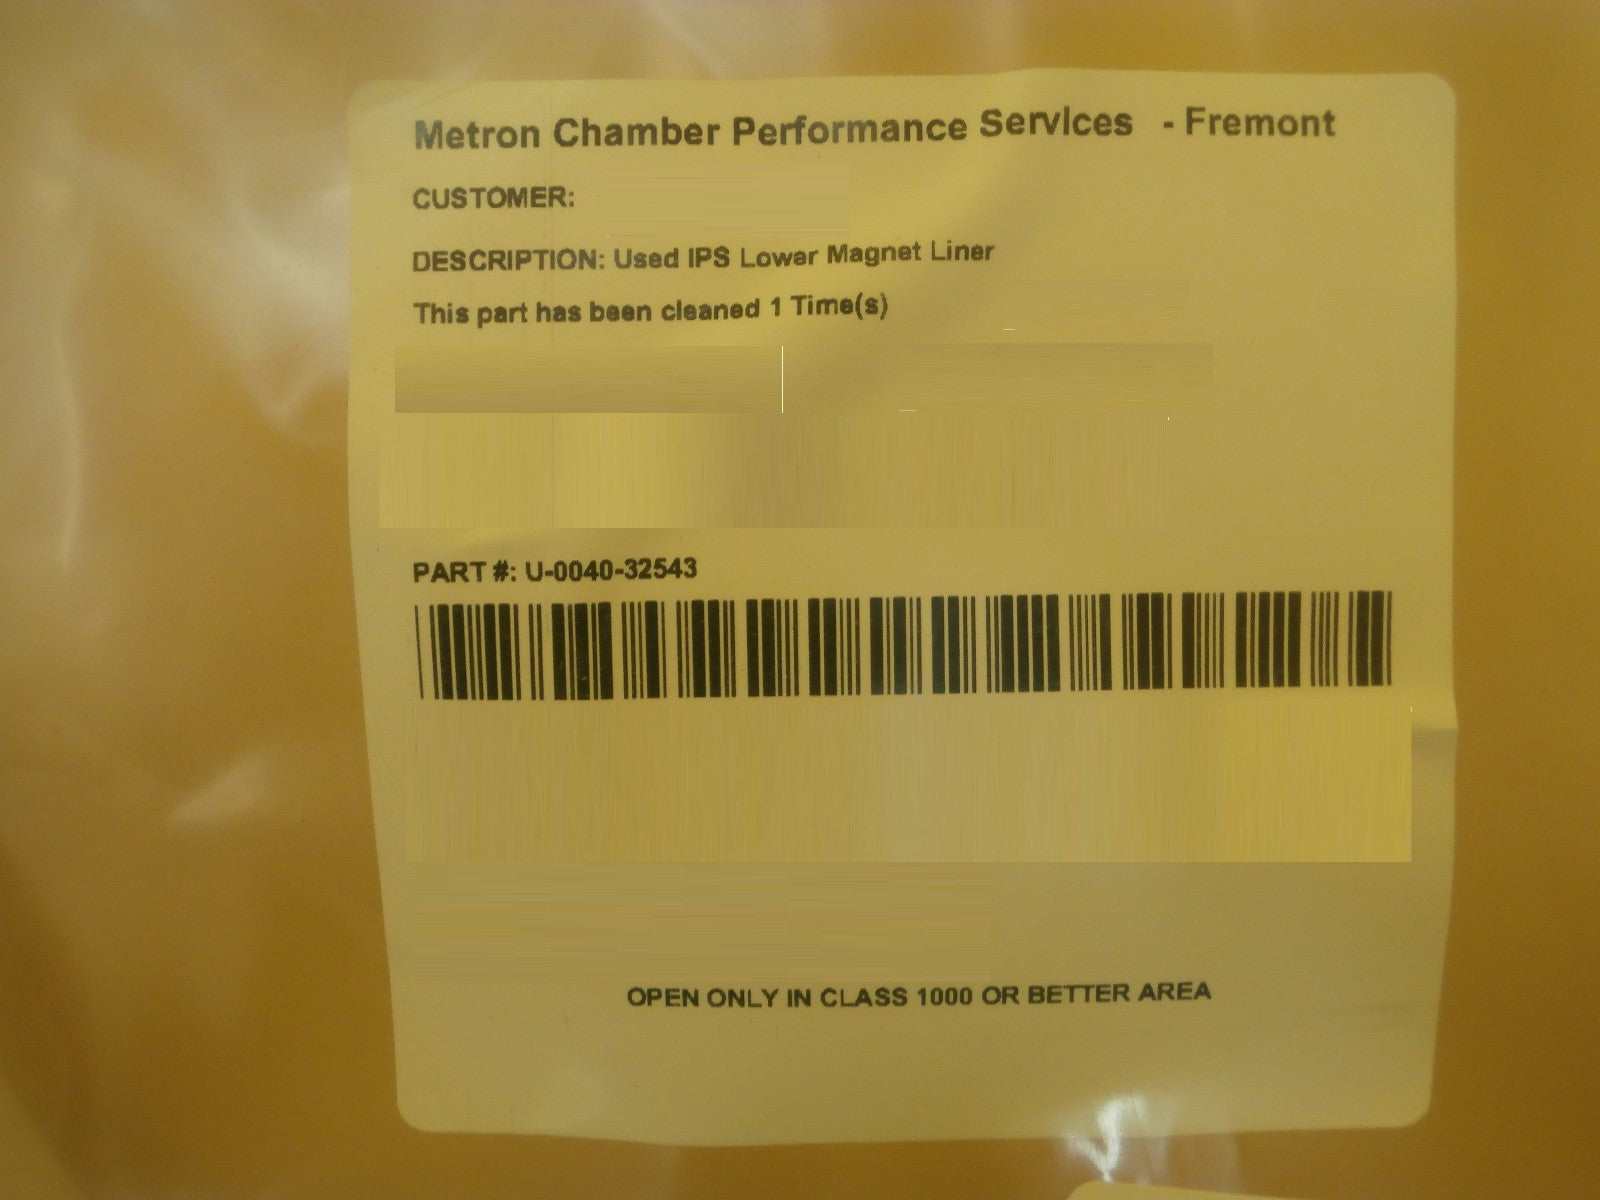 Metron Chamber Performance Services - Fremont
CUSTOMER:
DESCRIPTION: Used IPS Lower Magnet Liner
This part has been cleaned 1 Time(s)
PART #: U-0040-32543
OPEN ONLY IN CLASS 1000 OR BETTER AREA